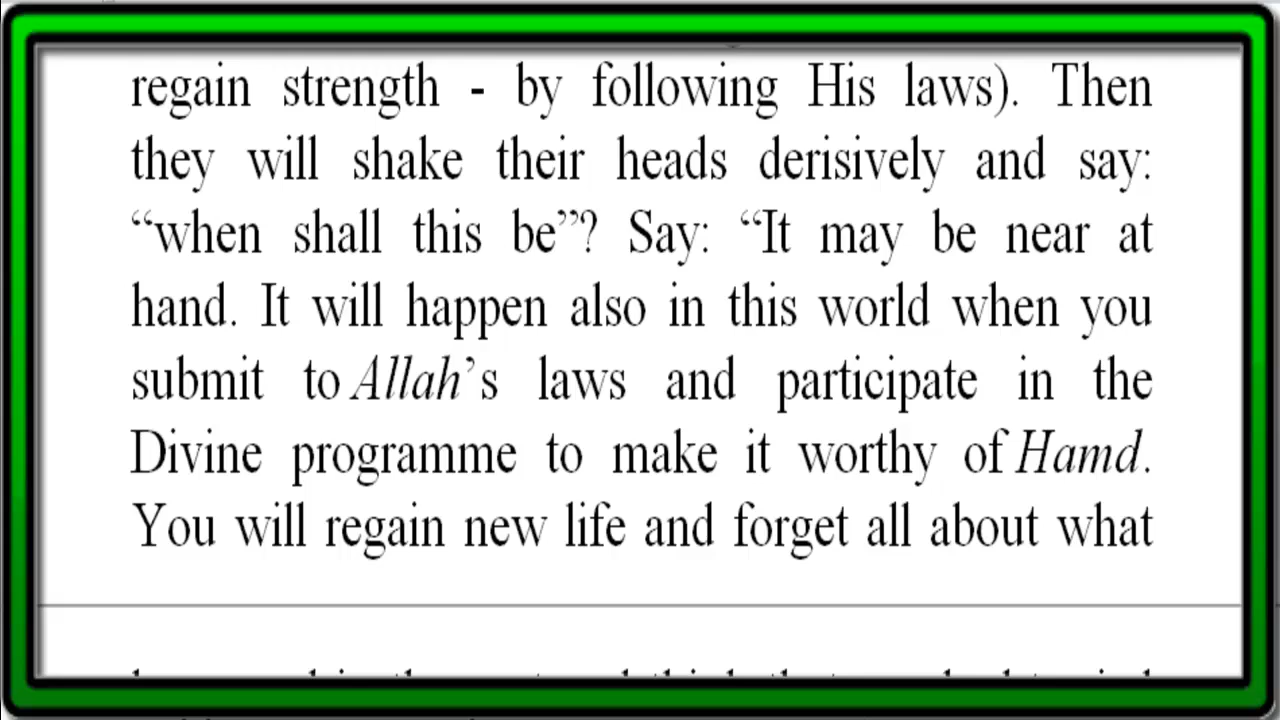 regain strength - by following His laws). Then
they will shake their heads derisively and say:
“when shall this be”? Say: “It may be near at
hand. It will happen also in this world when you
submit to Allah’s laws and participate in the
Divine programme to make it worthy of Hamd.
You will regain new life and forget all about what